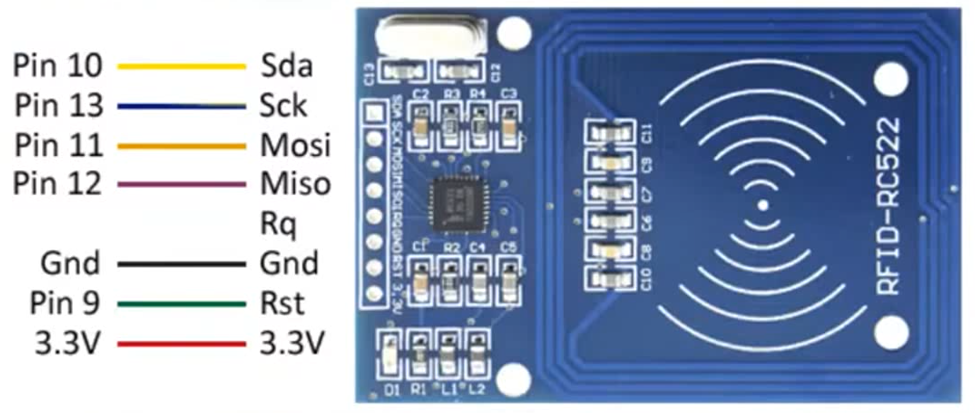 Pin 10 Sda
Pin 13 Sck
Pin 11 Mosi
Pin 12 Miso
Rq
Gnd Gnd
Pin 9 Rst
3.3V 3.3V
C13 C12
C2 R3 R4 C3
SDA SCK MOSI MISO IRQ GND RST 3.3V
C1 R2 C4 C5
D1 R1 L1 L2
C11
C9
C7
C6
C8
C10
RFID-RC522